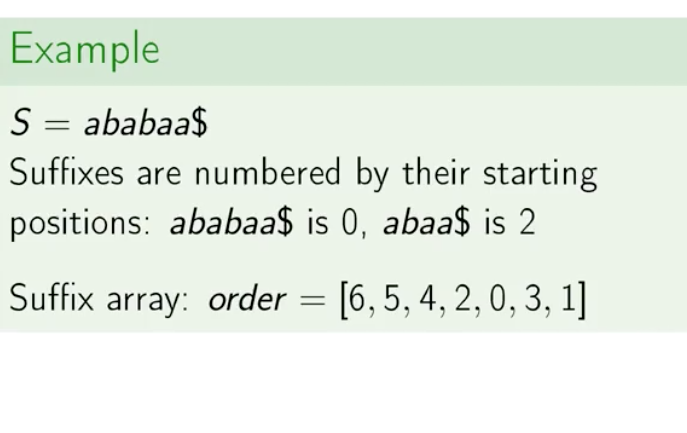 Example
S = ababaa$
Suffixes are numbered by their starting
positions: ababaa$ is 0, abaa$ is 2
Suffix array: order = [6, 5, 4, 2, 0, 3, 1]